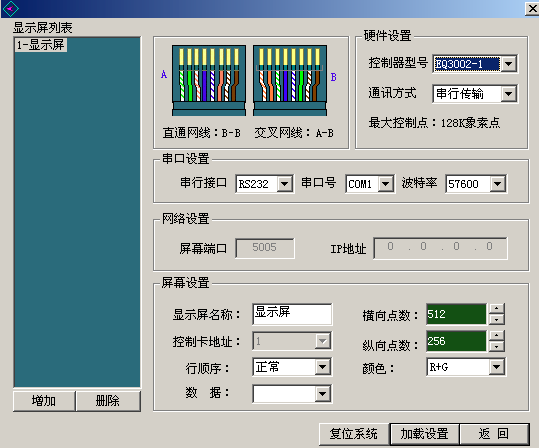 显示屏列表
1-显示屏
增加
删除
A
B
直通网线：B-B
交叉网线：A-B
硬件设置
控制器型号 EQ3002-1
通讯方式 串行传输
最大控制点：128K象素点
串口设置
串行接口 RS232 串口号 COM1 波特率 57600
网络设置
屏幕端口 5005 IP地址 0 . 0 . 0 . 0
屏幕设置
显示屏名称： 显示屏 横向点数： 512
控制卡地址： 1 纵向点数： 256
行顺序： 正常 颜色： R+G
数 据：
复位系统 加载设置 返 回